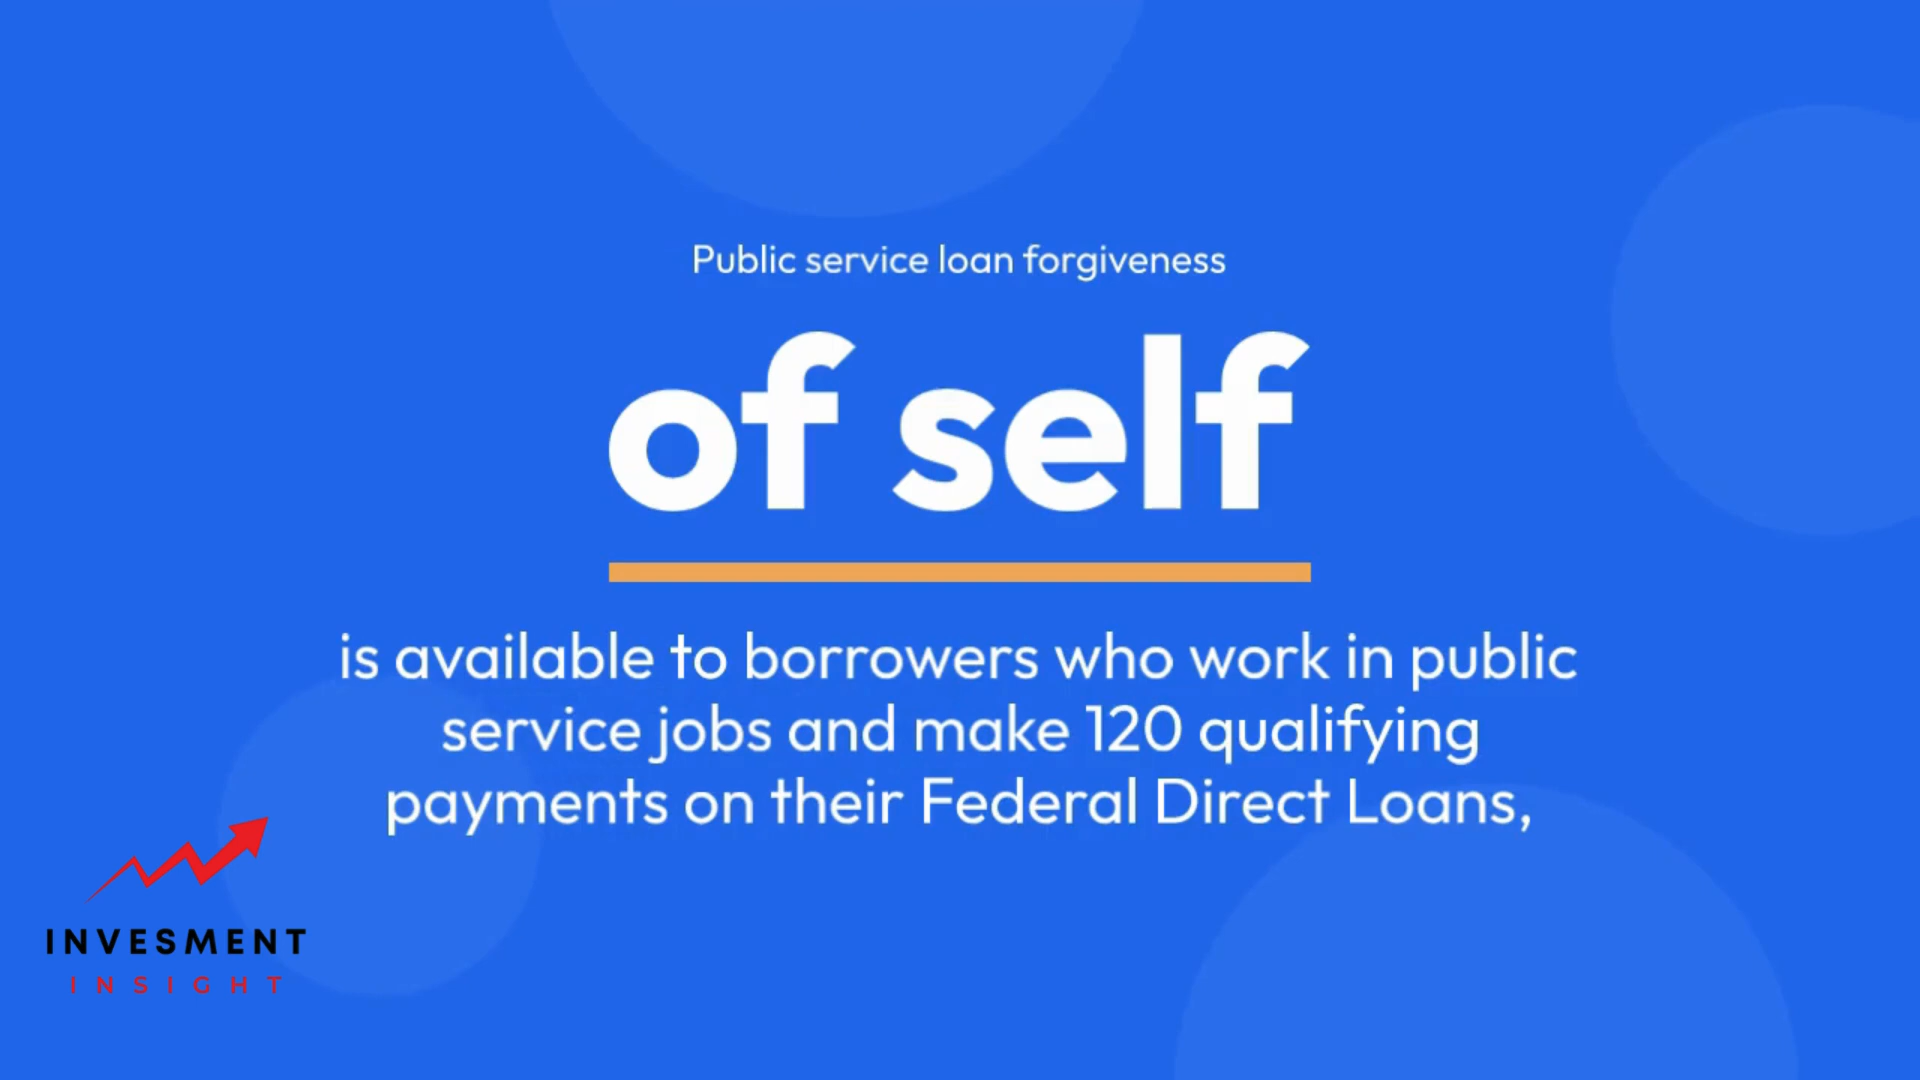 Public service loan forgiveness
of self
is available to borrowers who work in public
service jobs and make 120 qualifying
payments on their Federal Direct Loans,
INVESMENT
INSIGHT